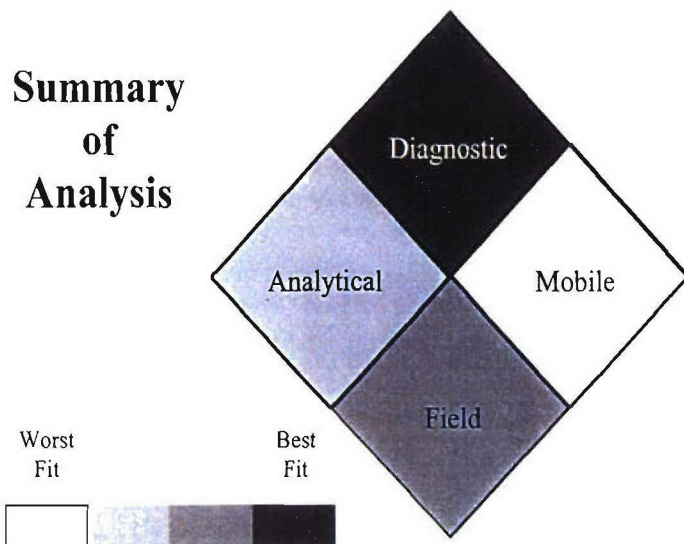 Summary
of
Analysis
Diagnostic
Analytical
Mobile
Field
Worst
Fit
Best
Fit